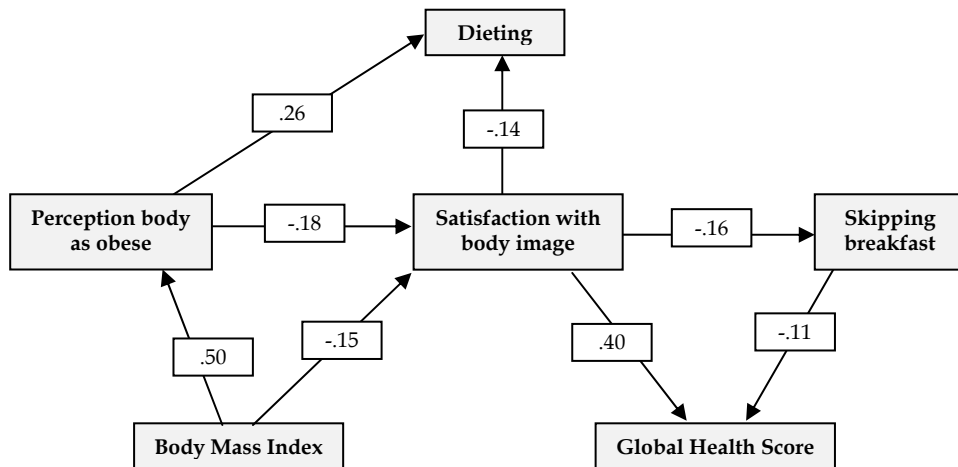 Dieting
.26
-.14
Perception body
as obese
-.18
Satisfaction with
body image
-.16
Skipping
breakfast
.50
-.15
.40
-.11
Body Mass Index
Global Health Score